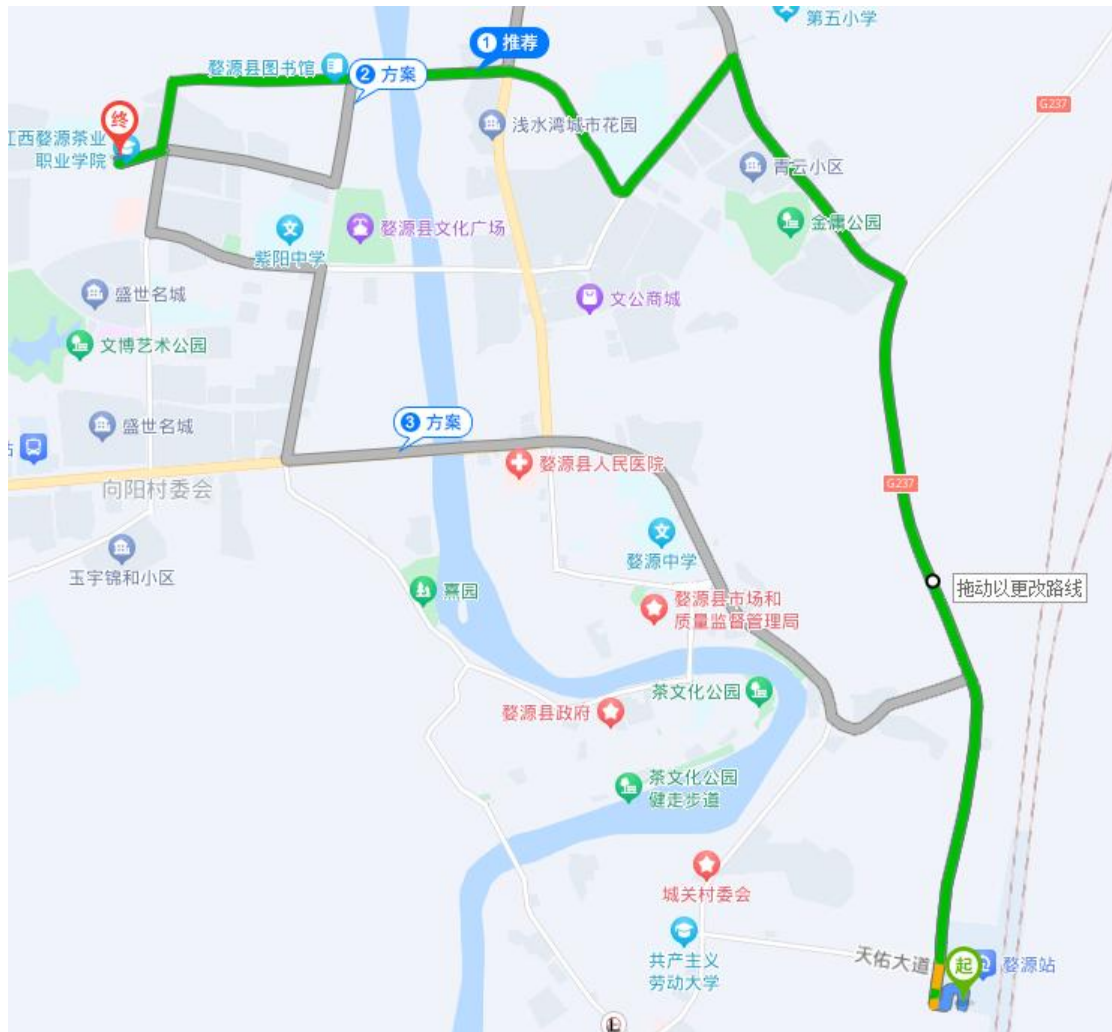 第五小学
1 推荐
婺源县图书馆
2 方案
G237
终
浅水湾城市花园
江西婺源茶业
职业学院
青云小区
金庸公园
婺源县文化广场
文
紫阳中学
盛世名城
文公商城
文博艺术公园
3 方案
盛世名城
站
婺源县人民医院
G237
向阳村委会
文
婺源中学
玉宇锦和小区
拖动以更改路线
熹园
婺源县市场和
质量监督管理局
茶文化公园
婺源县政府
茶文化公园
健走步道
城关村委会
天佑大道
起
婺源站
共产主义
劳动大学